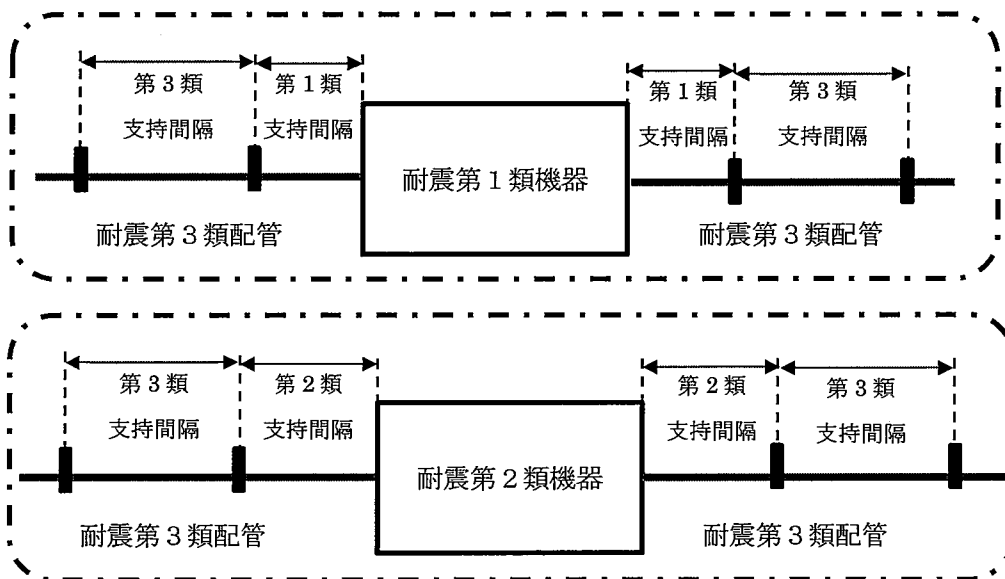 第3類 第1類 第1類 第3類
支持間隔 支持間隔 支持間隔 支持間隔
耐震第1類機器
耐震第3類配管 耐震第3類配管
第3類 第2類 第2類 第3類
支持間隔 支持間隔 支持間隔 支持間隔
耐震第2類機器
耐震第3類配管 耐震第3類配管